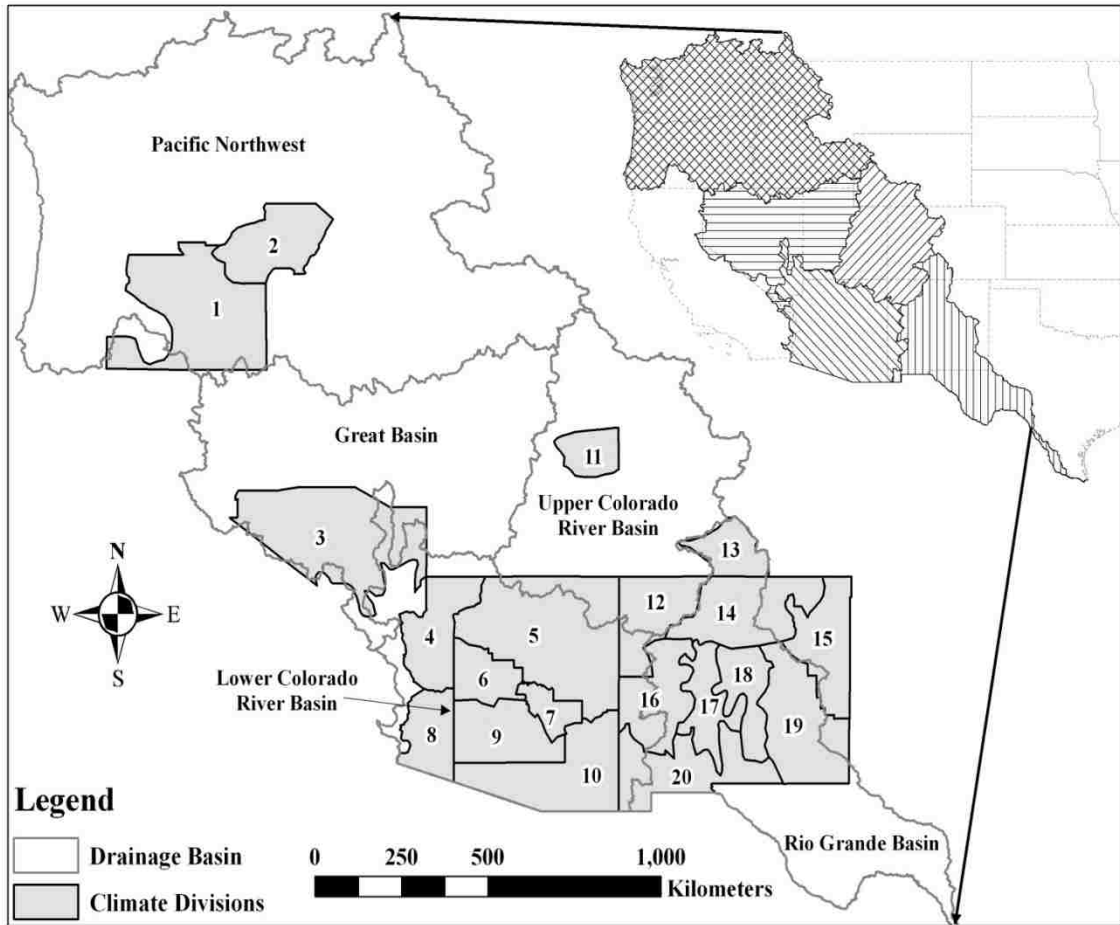 Pacific Northwest
2
1
Great Basin
11
Upper Colorado
River Basin
3
13
N
W
E
S
12
14
4
5
15
Lower Colorado
River Basin
6
18
16
17
7
19
8
9
10
20
Legend
Drainage Basin
Climate Divisions
0
250
500
1,000
Kilometers
Rio Grande Basin